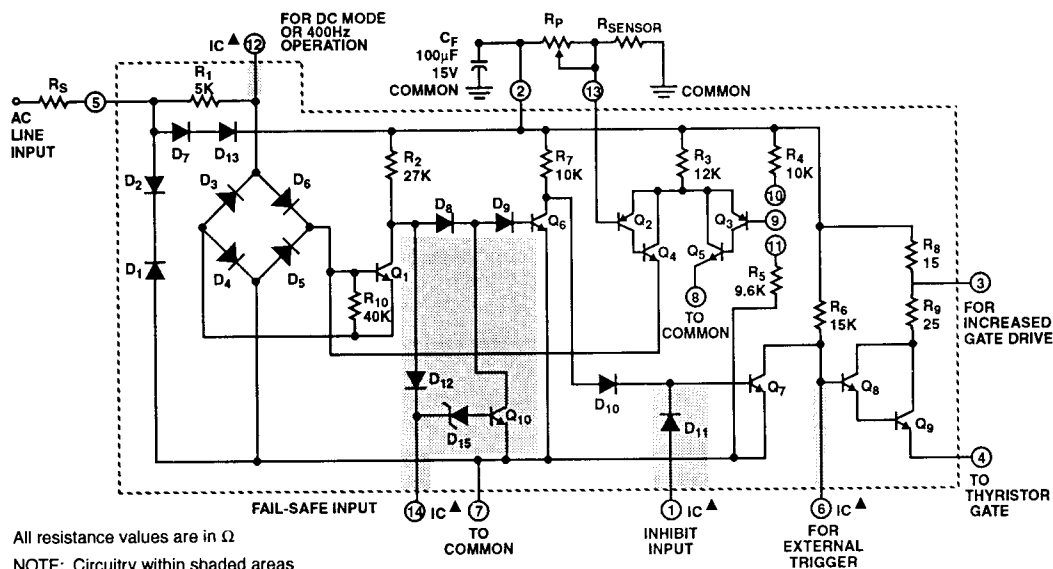 FOR DC MODE
OR 400Hz
OPERATION
IC ▲ 12
RS
5
AC
LINE
INPUT
R1
5K
CF
100μF
15V
COMMON
RP
RSENSOR
COMMON
2
13
D7
D13
D2
D1
D3
D6
D4
D5
R2
27K
D8
D9
R7
10K
Q6
R3
12K
R4
10K
10
9
11
Q2
Q3
Q4
Q5
8
TO
COMMON
R5
9.6K
Q1
R10
40K
R8
15
R9
25
3
FOR
INCREASED
GATE DRIVE
R6
15K
D12
D15
Q10
D10
D11
Q7
Q8
Q9
4
TO
THYRISTOR
GATE
FAIL-SAFE INPUT
14 IC ▲
7
TO
COMMON
1 IC ▲
INHIBIT
INPUT
6 IC ▲
FOR
EXTERNAL
TRIGGER
All resistance values are in Ω
NOTE: Circuitry within shaded areas